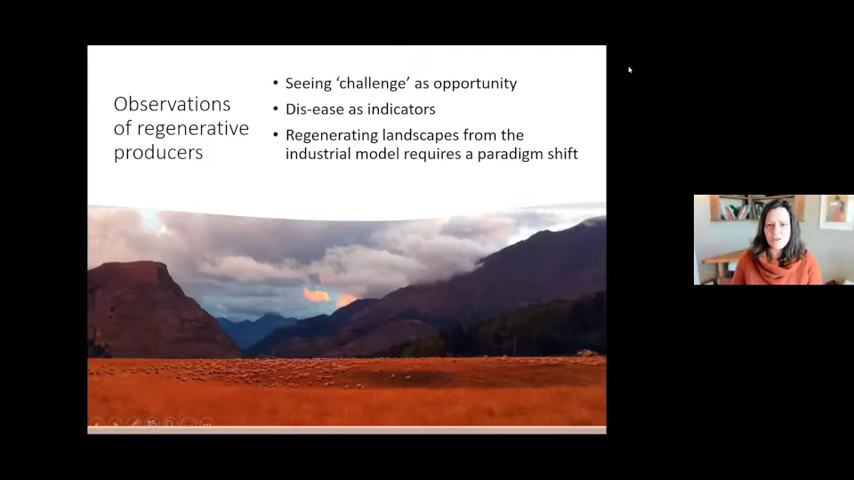 Observations
of regenerative
producers
• Seeing ‘challenge’ as opportunity
• Dis-ease as indicators
• Regenerating landscapes from the
industrial model requires a paradigm shift